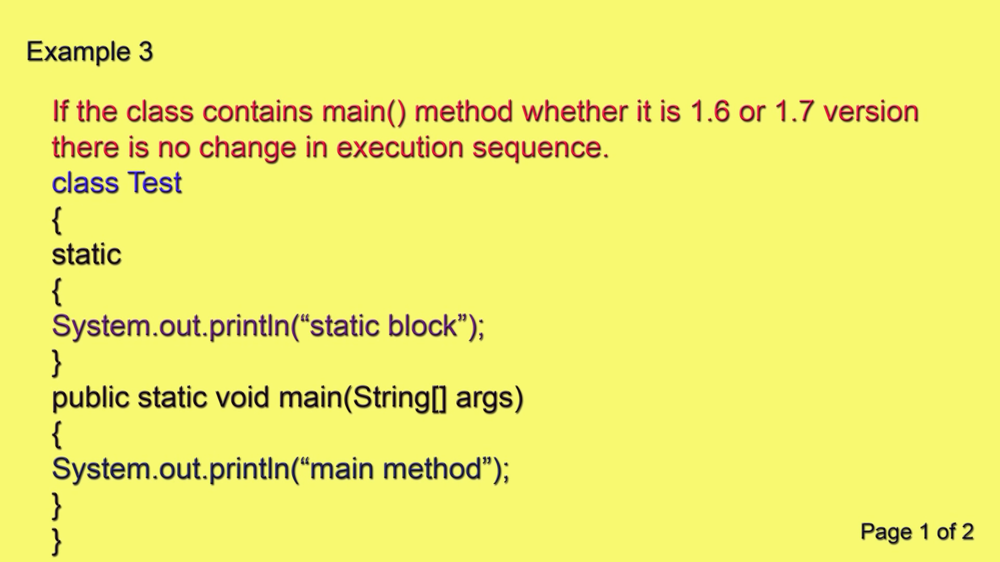 Example 3
If the class contains main() method whether it is 1.6 or 1.7 version
there is no change in execution sequence.
class Test
{
static
{
System.out.println(“static block”);
}
public static void main(String[] args)
{
System.out.println(“main method”);
}
}
Page 1 of 2